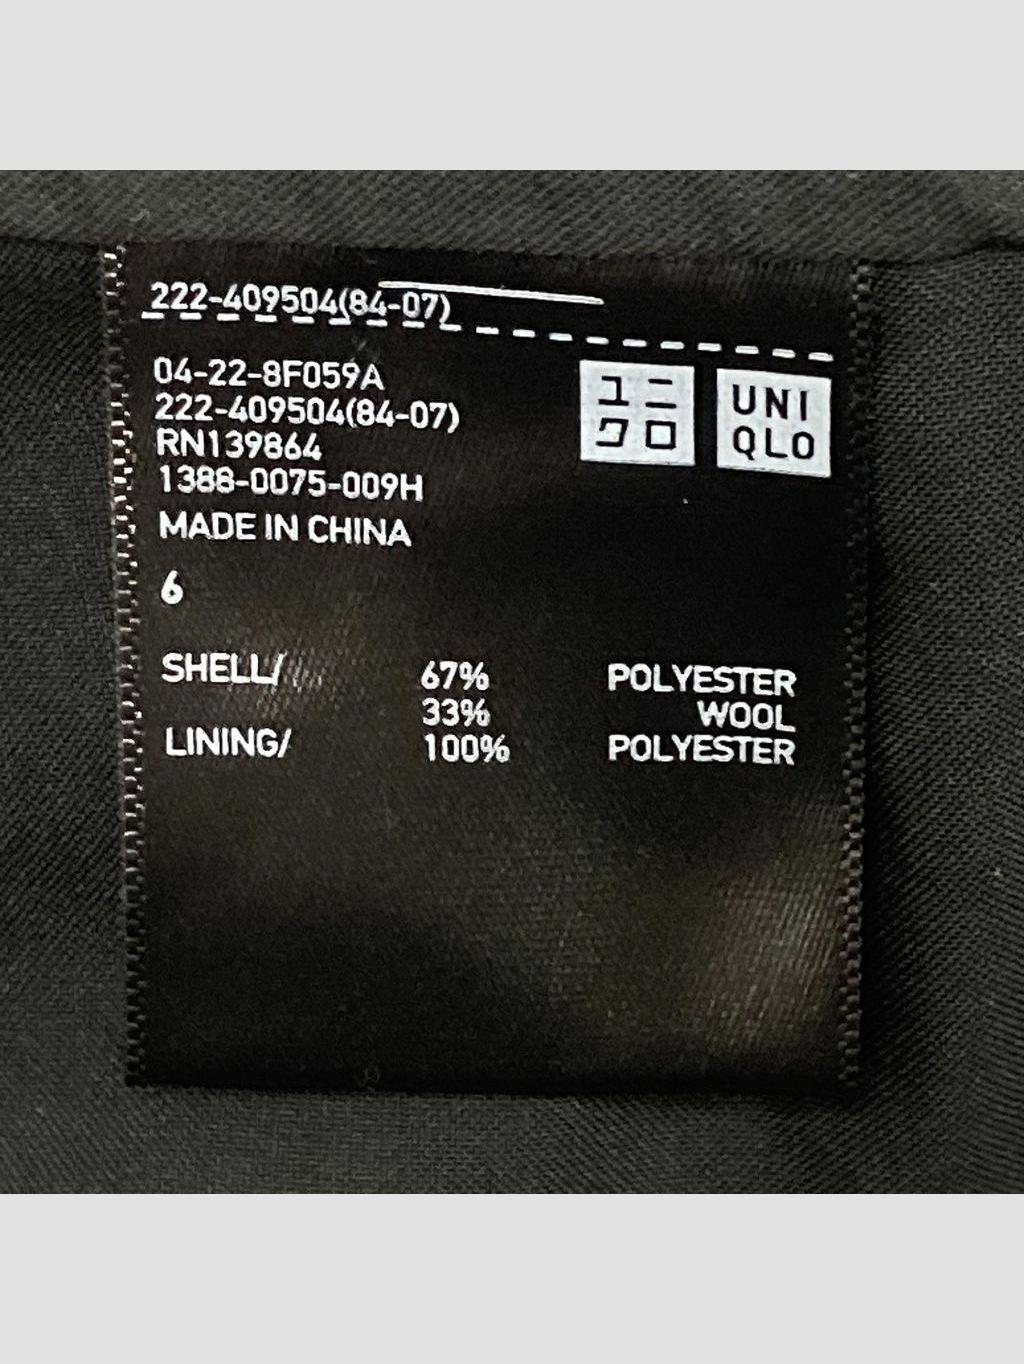 222-409504(84-07)
04-22-8F059A
222-409504(84-07)
RN139864
1388-0075-009H
MADE IN CHINA
6
ユニ
クロ
UNI
QLO
SHELL/ 67% POLYESTER
33% WOOL
LINING/ 100% POLYESTER